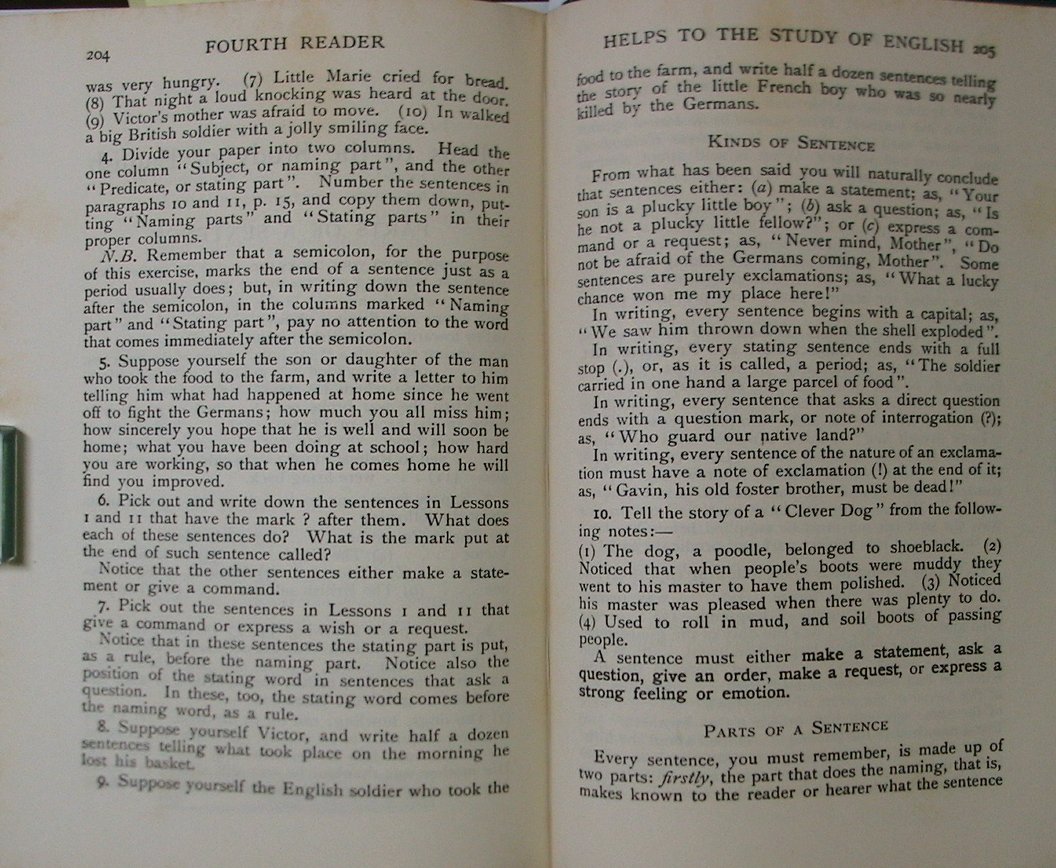 204
FOURTH READER
was very hungry. (7) Little Marie cried for bread.
(8) That night a loud knocking was heard at the door.
(9) Victor's mother was afraid to move. (10) In walked
a big British soldier with a jolly smiling face.
4. Divide your paper into two columns. Head the
one column "Subject, or naming part", and the other
"Predicate, or stating part". Number the sentences in
paragraphs 10 and 11, p. 15, and copy them down, put-
ting "Naming parts" and "Stating parts" in their
proper columns.
N.B. Remember that a semicolon, for the purpose
of this exercise, marks the end of a sentence just as a
period usually does; but, in writing down the sentence
after the semicolon, in the columns marked "Naming
part" and "Stating part", pay no attention to the word
that comes immediately after the semicolon.
5. Suppose yourself the son or daughter of the man
who took the food to the farm, and write a letter to him
telling him what had happened at home since he went
off to fight the Germans; how much you all miss him;
how sincerely you hope that he is well and will soon be
home; what you have been doing at school; how hard
you are working, so that when he comes home he will
find you improved.
6. Pick out and write down the sentences in Lessons
I and II that have the mark ? after them. What does
each of these sentences do? What is the mark put at
the end of such sentence called?
Notice that the other sentences either make a state-
ment or give a command.
7. Pick out the sentences in Lessons I and II that
give a command or express a wish or a request.
Notice that in these sentences the stating part is put,
as a rule, before the naming part. Notice also the
position of the stating word in sentences that ask a
question. In these, too, the stating word comes before
the naming word, as a rule.
8. Suppose yourself Victor, and write half a dozen
sentences telling what took place on the morning he
lost his basket.
9. Suppose yourself the English soldier who took the
HELPS TO THE STUDY OF ENGLISH 205
food to the farm, and write half a dozen sentences telling
the story of the little French boy who was so nearly
killed by the Germans.
KINDS OF SENTENCE
From what has been said you will naturally conclude
that sentences either: (a) make a statement; as, "Your
son is a plucky little boy"; (b) ask a question; as, "Is
he not a plucky little fellow?"; or (c) express a com-
mand or a request; as, "Never mind, Mother", "Do
not be afraid of the Germans coming, Mother". Some
sentences are purely exclamations; as, "What a lucky
chance won me my place here!"
In writing, every sentence begins with a capital; as,
"We saw him thrown down when the shell exploded".
In writing, every stating sentence ends with a full
stop (.), or, as it is called, a period; as, "The soldier
carried in one hand a large parcel of food".
In writing, every sentence that asks a direct question
ends with a question mark, or note of interrogation (?);
as, "Who guard our native land?"
In writing, every sentence of the nature of an exclama-
tion must have a note of exclamation (!) at the end of it;
as, "Gavin, his old foster brother, must be dead!"
10. Tell the story of a "Clever Dog" from the follow-
ing notes:—
(1) The dog, a poodle, belonged to shoeblack. (2)
Noticed that when people's boots were muddy they
went to his master to have them polished. (3) Noticed
his master was pleased when there was plenty to do.
(4) Used to roll in mud, and soil boots of passing
people.
A sentence must either make a statement, ask a
question, give an order, make a request, or express a
strong feeling or emotion.
PARTS OF A SENTENCE
Every sentence, you must remember, is made up of
two parts: firstly, the part that does the naming, that is,
makes known to the reader or hearer what the sentence